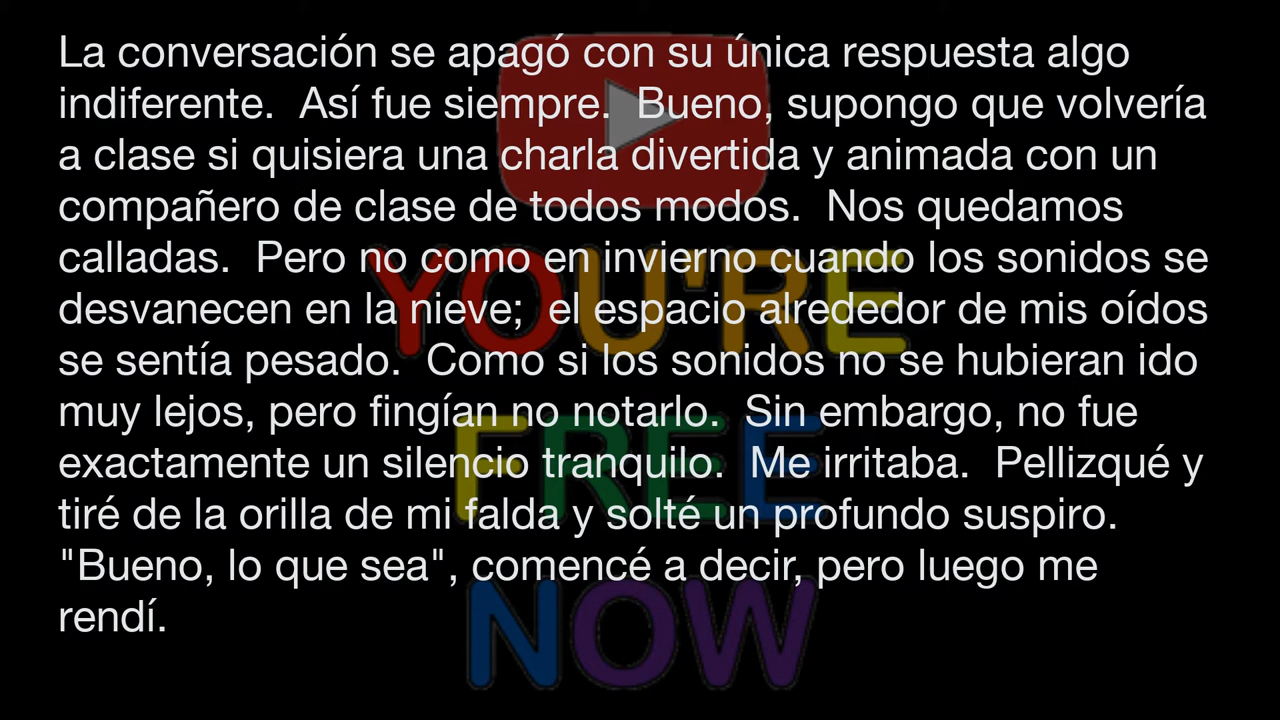 La conversación se apagó con su única respuesta algo
indiferente.  Así fue siempre.  Bueno, supongo que volvería
a clase si quisiera una charla divertida y animada con un
compañero de clase de todos modos.  Nos quedamos
calladas.  Pero no como en invierno cuando los sonidos se
desvanecen en la nieve;  el espacio alrededor de mis oídos
se sentía pesado.  Como si los sonidos no se hubieran ido
muy lejos, pero fingían no notarlo.  Sin embargo, no fue
exactamente un silencio tranquilo.  Me irritaba.  Pellizqué y
tiré de la orilla de mi falda y solté un profundo suspiro.
"Bueno, lo que sea", comencé a decir, pero luego me
rendí.
YOU'RE
FREE
NOW